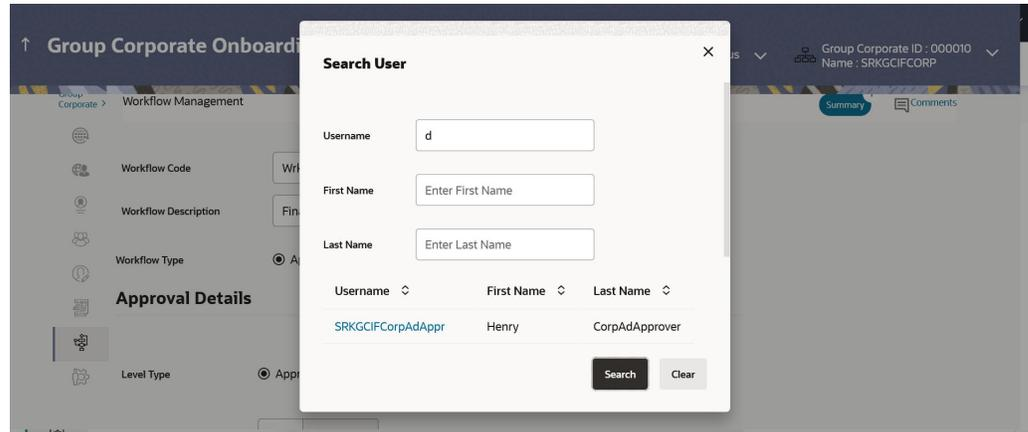 Group Corporate Onboardi
us
Group Corporate ID : 000010
Name : SRKGCIFCORP
Group
Corporate >
Workflow Management
Summary
Comments
Search User
Username
d
First Name
Enter First Name
Last Name
Enter Last Name
Username
First Name
Last Name
SRKGCIFCorpAdAppr
Henry
CorpAdApprover
Search
Clear
Workflow Code
Wrk
Workflow Description
Fin
Workflow Type
A
Approval Details
Level Type
Appr